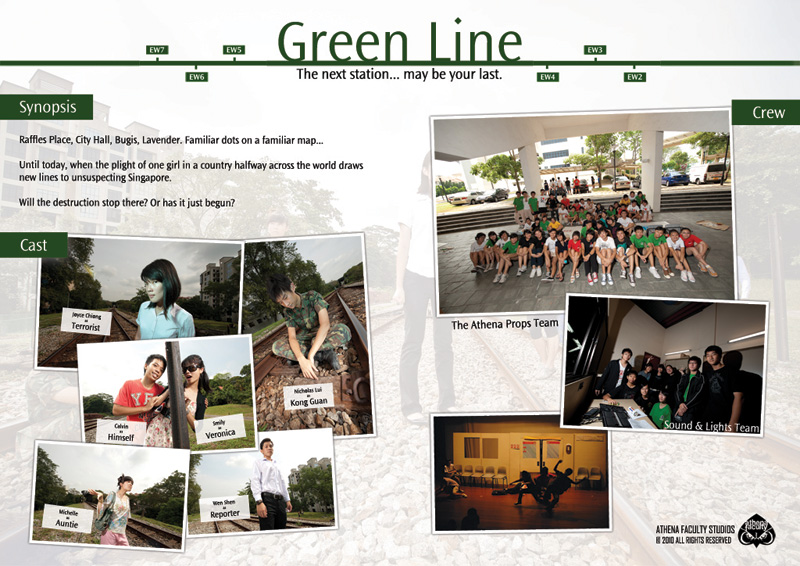 Green Line
EW7
EW5
EW3
EW6
EW4
EW2
The next station... may be your last.
Synopsis
Raffles Place, City Hall, Bugis, Lavender. Familiar dots on a familiar map...
Until today, when the plight of one girl in a country halfway across the world draws
new lines to unsuspecting Singapore.
Will the destruction stop there? Or has it just begun?
Cast
Joyce Chiang
as
Terrorist
Nicholas Lui
as
Kong Guan
Calvin
as
Himself
Smily
as
Veronica
Michelle
as
Auntie
Wen Shen
as
Reporter
Crew
The Athena Props Team
Sound & Lights Team
ATHENA FACULTY STUDIOS
2010 ALL RIGHTS RESERVED